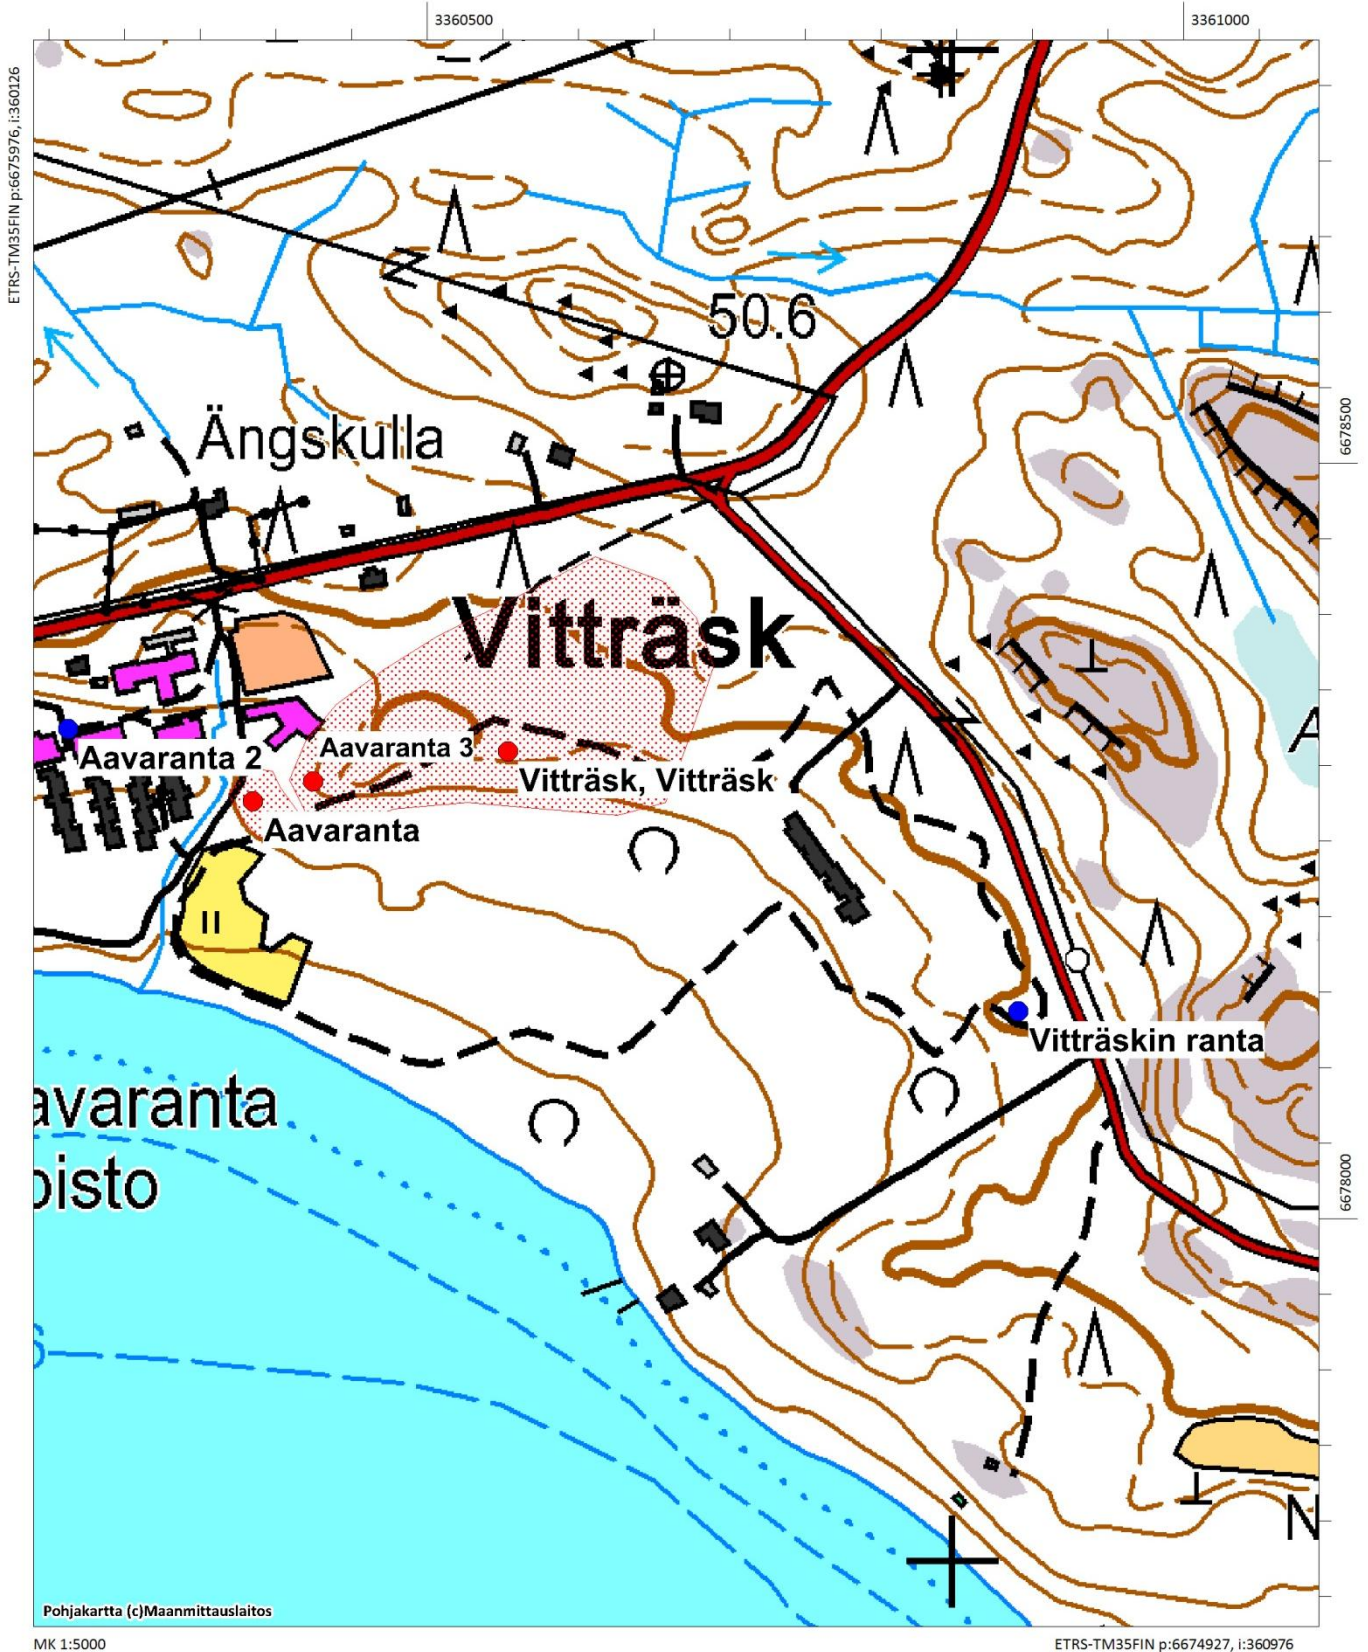 3360500
3361000
ETRS-TM35FIN p:6675976, i:360126
50.6
Ängskulla
6678500
Vitträsk
Aavaranta 2
Aavaranta 3
Vitträsk, Vitträsk
A
Aavaranta
II
Vitträskin ranta
avaranta
6678000
oisto
N
Pohjakartta (c)Maanmittauslaitos
MK 1:5000
ETRS-TM35FIN p:6674927, i:360976